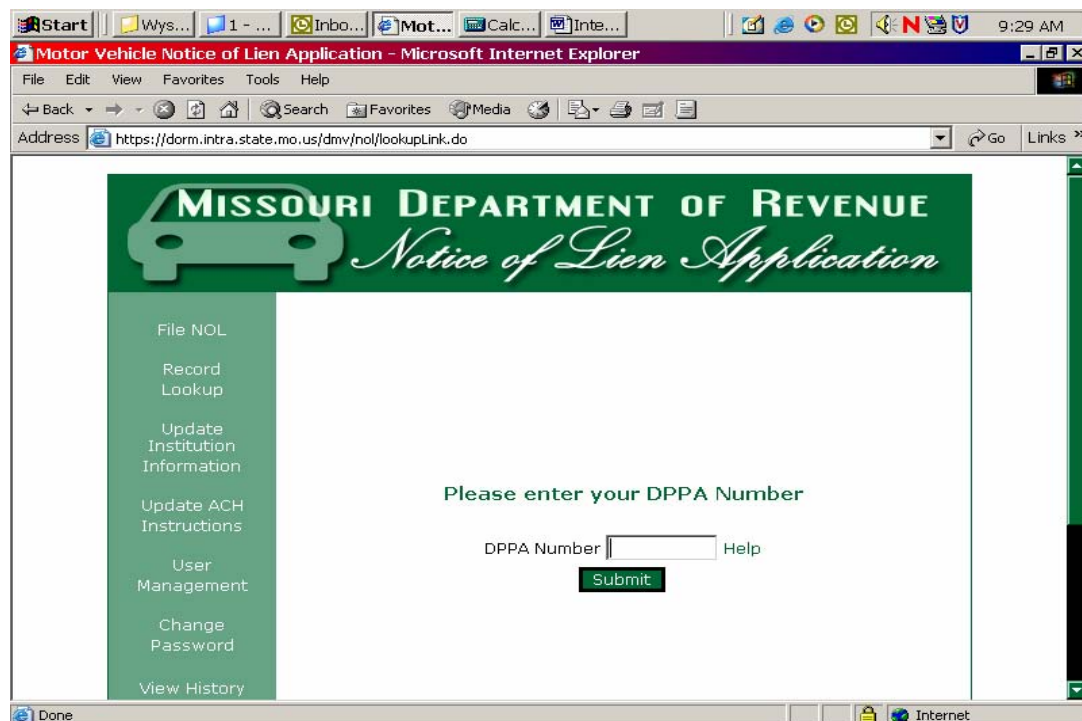 Start Wys... 1 - ... Inbo... Mot... Calc... Inte... N 9:29 AM
Motor Vehicle Notice of Lien Application - Microsoft Internet Explorer
File Edit View Favorites Tools Help
Back Search Favorites Media
Address https://dorm.intra.state.mo.us/dmv/nol/lookupLink.do Go Links »
MISSOURI DEPARTMENT OF REVENUE
Notice of Lien Application
File NOL
Record
Lookup
Update
Institution
Information
Update ACH
Instructions
User
Management
Change
Password
View History
Please enter your DPPA Number
DPPA Number Help
Submit
Done Internet